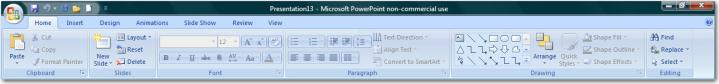 Presentation13 - Microsoft PowerPoint non-commercial use
Home Insert Design Animations Slide Show Review View
Paste
Cut
Copy
Format Painter
Clipboard
New Slide
Layout
Reset
Delete
Slides
12
Font
Text Direction
Align Text
Convert to SmartArt
Paragraph
Arrange
Quick Styles
Shape Fill
Shape Outline
Shape Effects
Drawing
Find
Replace
Select
Editing